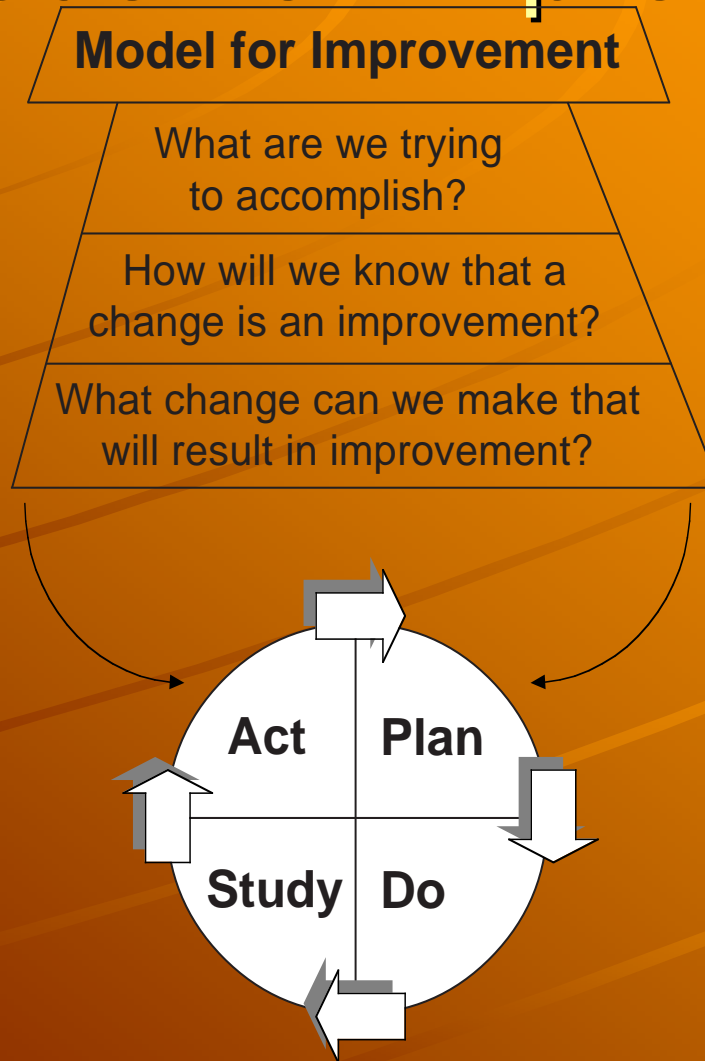 Model for Improvement
What are we trying
to accomplish?
How will we know that a
change is an improvement?
What change can we make that
will result in improvement?
Act
Plan
Study
Do